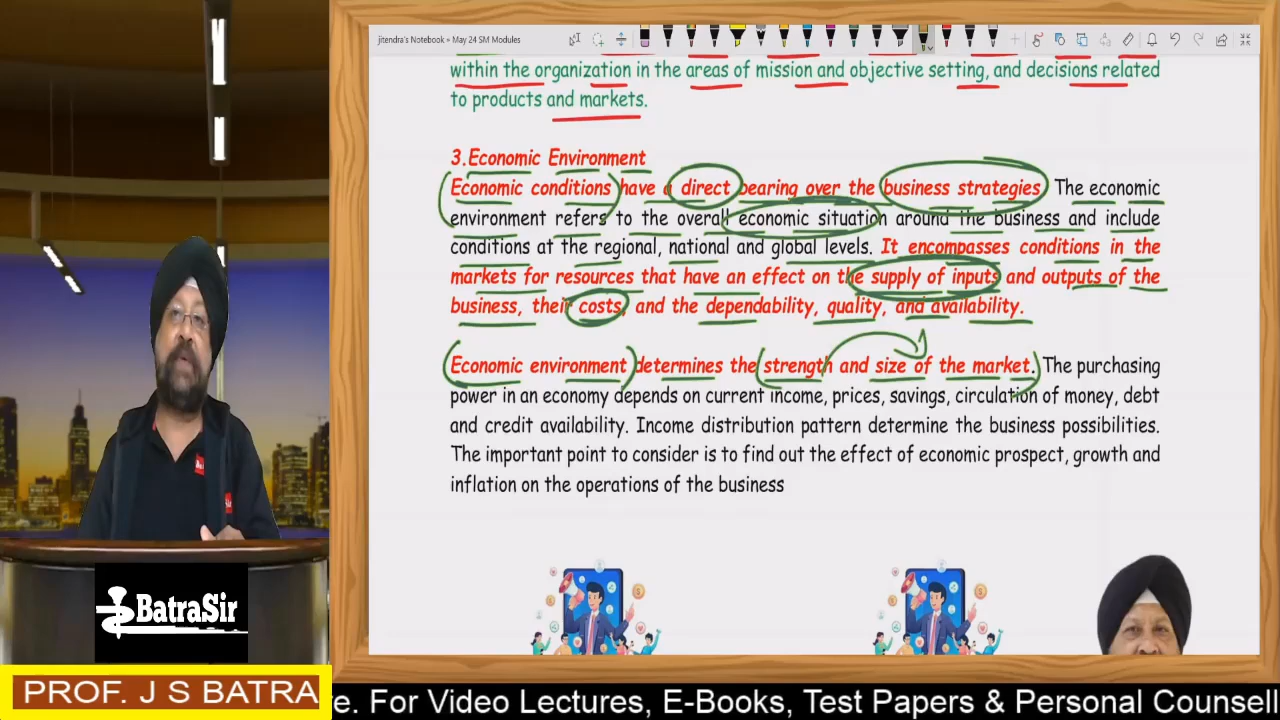 jitendra's Notebook • May 24 SM Modules
within the organization in the areas of mission and objective setting, and decisions related
to products and markets.
3.Economic Environment
Economic conditions have a direct bearing over the business strategies. The economic
environment refers to the overall economic situation around the business and include
conditions at the regional, national and global levels. It encompasses conditions in the
markets for resources that have an effect on the supply of inputs and outputs of the
business, their costs, and the dependability, quality, and availability.
Economic environment determines the strength and size of the market. The purchasing
power in an economy depends on current income, prices, savings, circulation of money, debt
and credit availability. Income distribution pattern determine the business possibilities.
The important point to consider is to find out the effect of economic prospect, growth and
inflation on the operations of the business
BatraSir
PROF. J S BATRA
e. For Video Lectures, E-Books, Test Papers & Personal Counsell